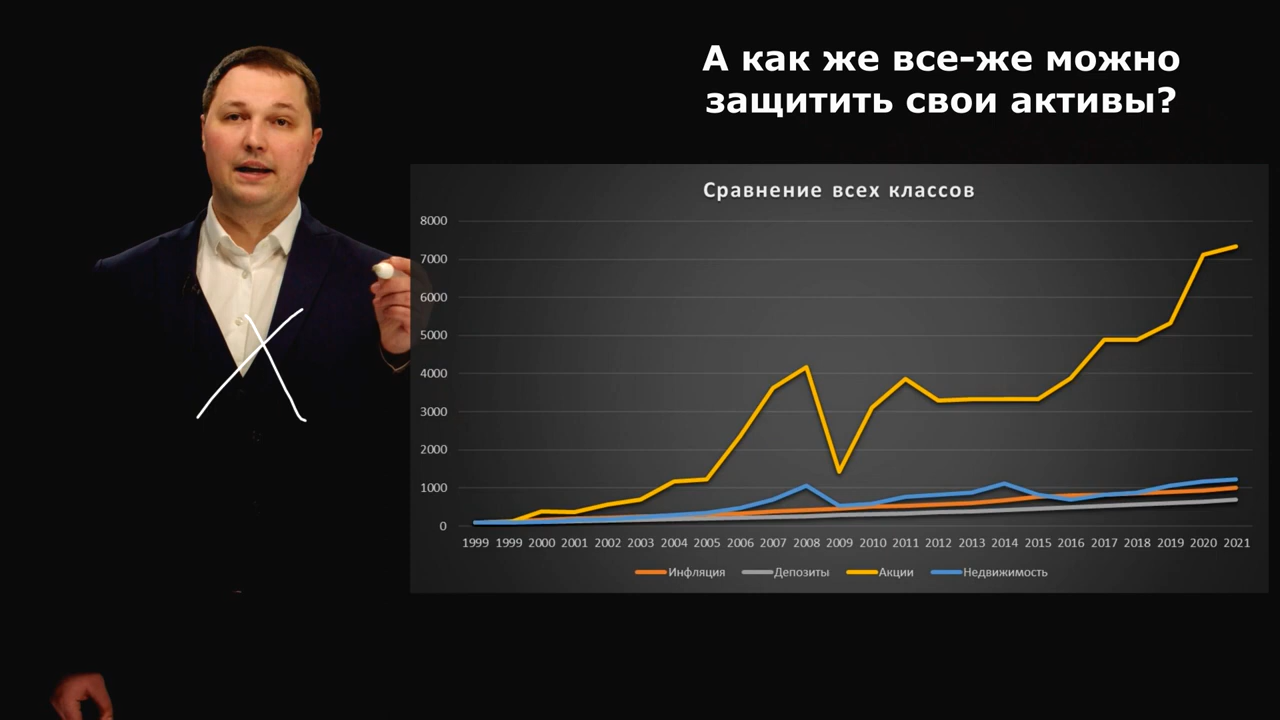 А как же все-же можно
защитить свои активы?
Сравнение всех классов
8000
7000
6000
5000
4000
3000
2000
1000
0
1999 1999 2000 2001 2002 2003 2004 2005 2006 2007 2008 2009 2010 2011 2012 2013 2014 2015 2016 2017 2018 2019 2020 2021
Инфляция Депозиты Акции Недвижимость